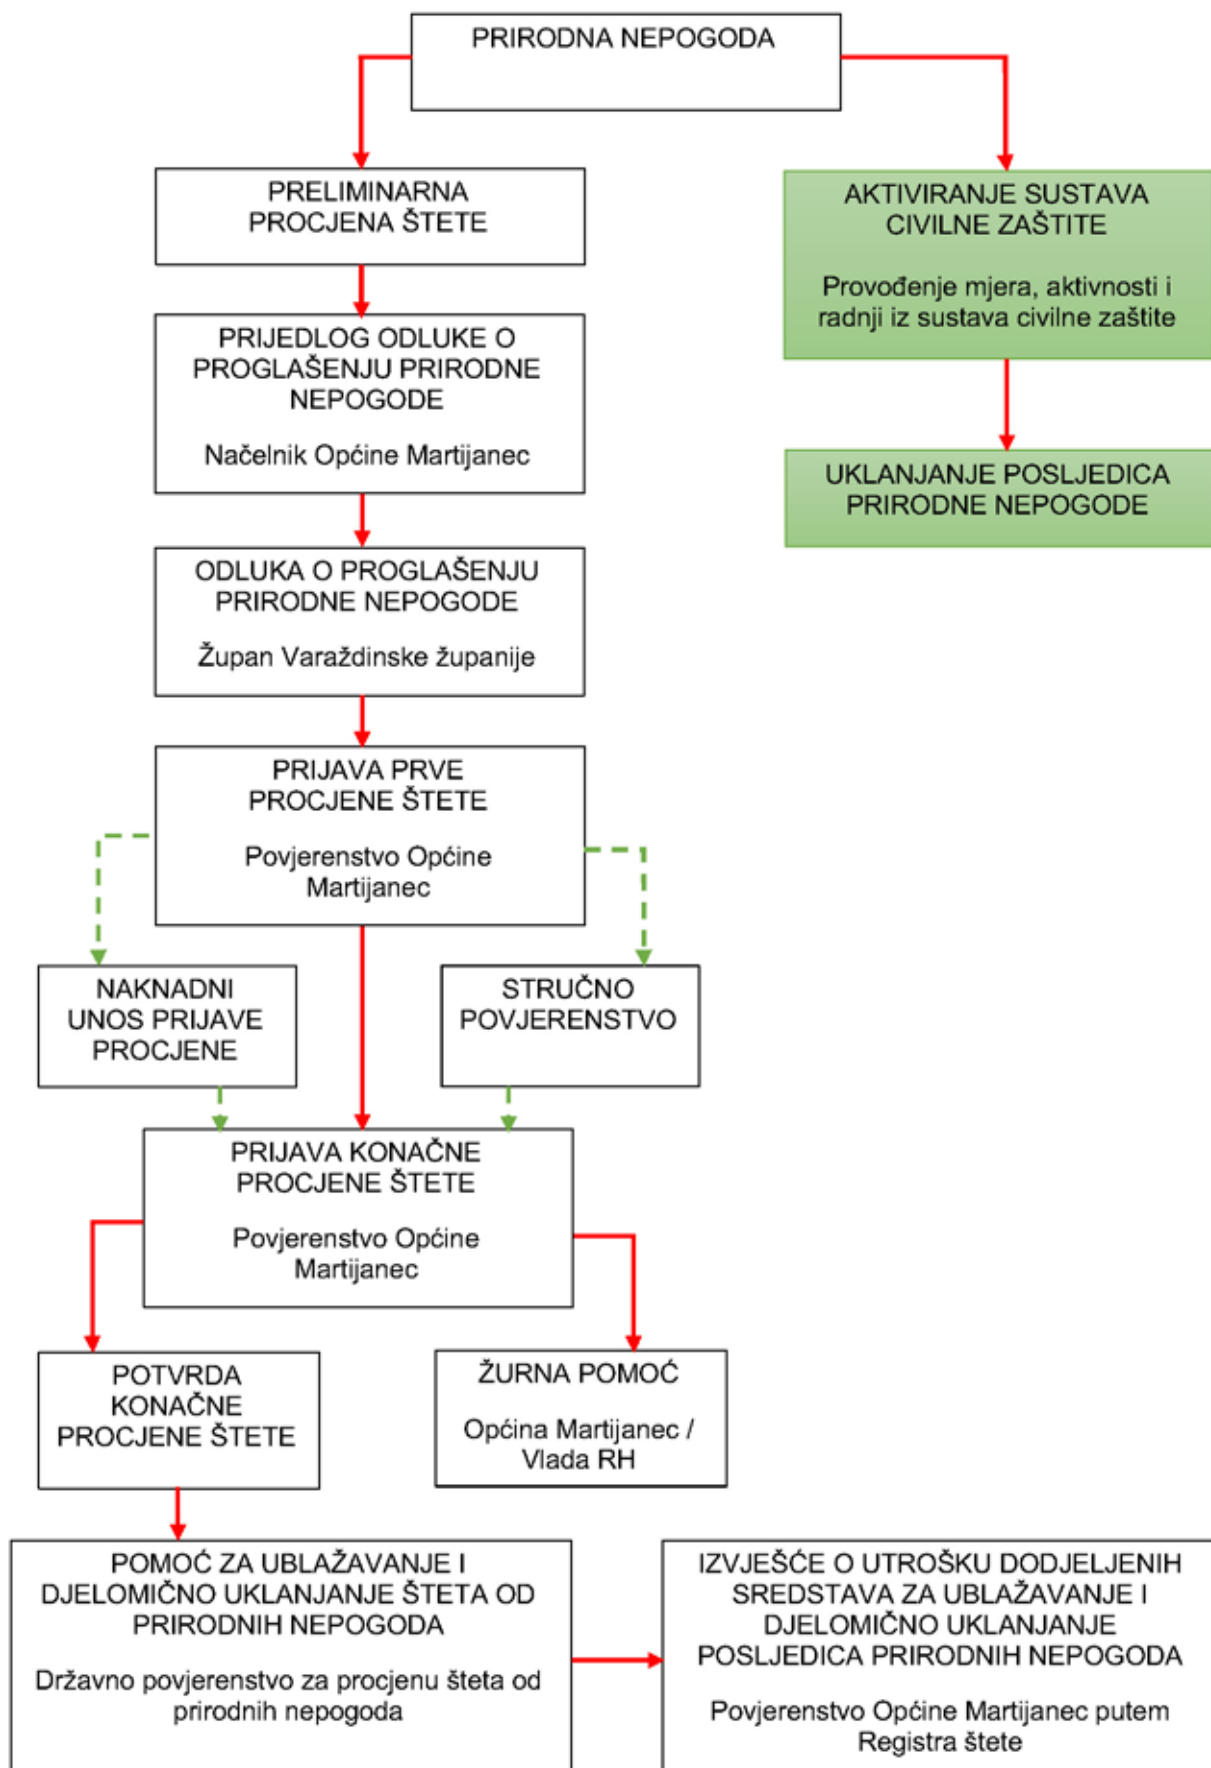 PRIRODNA NEPOGODA
PRELIMINARNA
PROCJENA ŠTETE
AKTIVIRANJE SUSTAVA
CIVILNE ZAŠTITE
Provođenje mjera, aktivnosti i
radnji iz sustava civilne zaštite
PRIJEDLOG ODLUKE O
PROGLAŠENJU PRIRODNE
NEPOGODE
Načelnik Općine Martijanec
UKLANJANJE POSLJEDICA
PRIRODNE NEPOGODE
ODLUKA O PROGLAŠENJU
PRIRODNE NEPOGODE
Župan Varaždinske županije
PRIJAVA PRVE
PROCJENE ŠTETE
Povjerenstvo Općine
Martijanec
NAKNADNI
UNOS PRIJAVE
PROCJENE
STRUČNO
POVJERENSTVO
PRIJAVA KONAČNE
PROCJENE ŠTETE
Povjerenstvo Općine
Martijanec
POTVRDA
KONAČNE
PROCJENE ŠTETE
ŽURNA POMOĆ
Općina Martijanec /
Vlada RH
POMOĆ ZA UBLAŽAVANJE I
DJELOMIČNO UKLANJANJE ŠTETA OD
PRIRODNIH NEPOGODA
Državno povjerenstvo za procjenu šteta od
prirodnih nepogoda
IZVJEŠĆE O UTROŠKU DODJELJENIH
SREDSTAVA ZA UBLAŽAVANJE I
DJELOMIČNO UKLANJANJE
POSLJEDICA PRIRODNIH NEPOGODA
Povjerenstvo Općine Martijanec putem
Registra štete